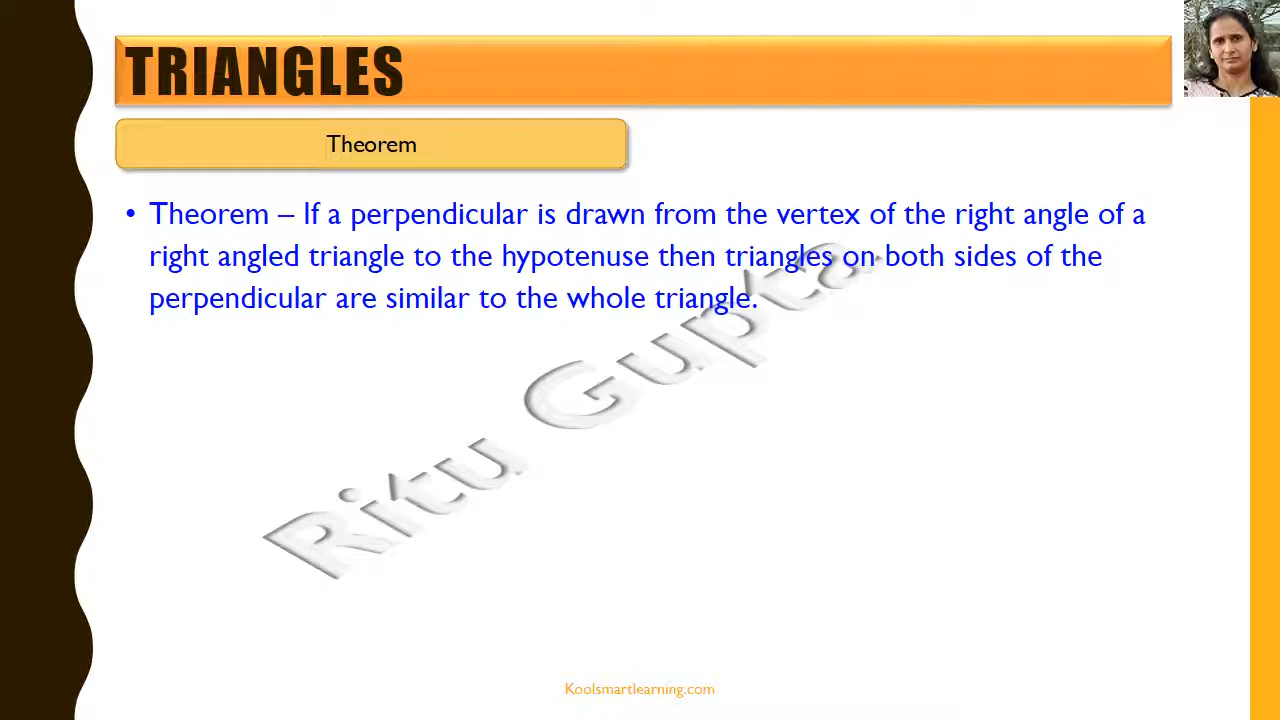 TRIANGLES
Theorem
• Theorem – If a perpendicular is drawn from the vertex of the right angle of a
right angled triangle to the hypotenuse then triangles on both sides of the
perpendicular are similar to the whole triangle.
Ritu Gupta
Koolsmartlearning.com